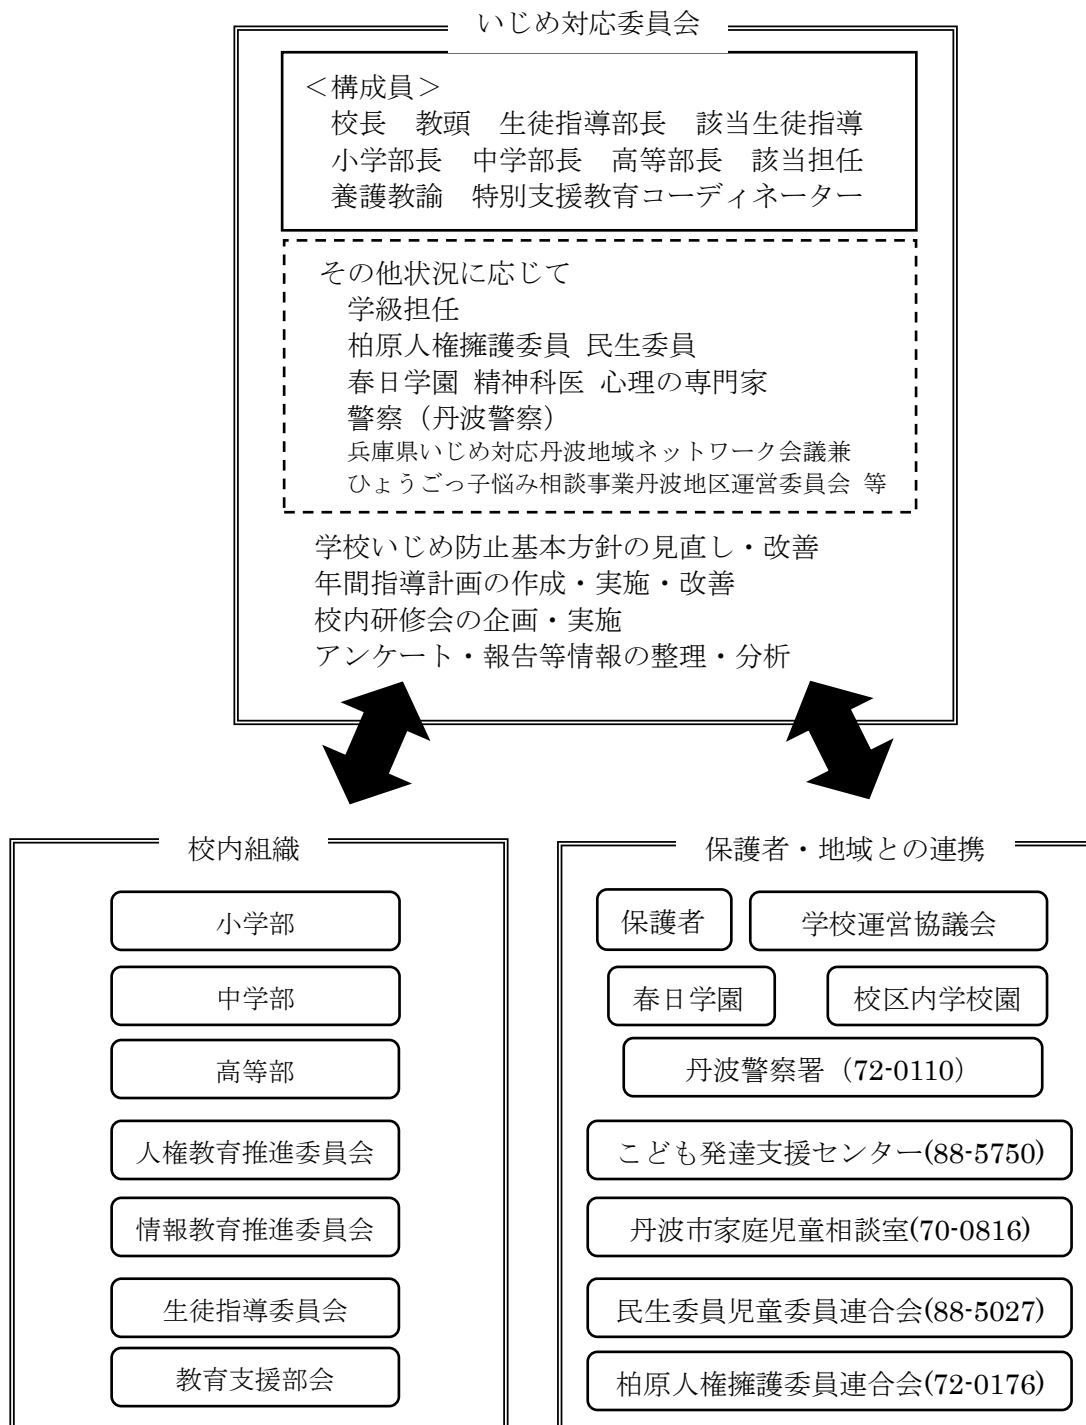 いじめ対応委員会
＜構成員＞
校長　教頭　生徒指導部長　該当生徒指導
小学部長　中学部長　高等部長　該当担任
養護教諭　特別支援教育コーディネーター
その他状況に応じて
学級担任
柏原人権擁護委員 民生委員
春日学園 精神科医 心理の専門家
警察（丹波警察）
兵庫県いじめ対応丹波地域ネットワーク会議兼
ひょうごっ子悩み相談事業丹波地区運営委員会 等
学校いじめ防止基本方針の見直し・改善
年間指導計画の作成・実施・改善
校内研修会の企画・実施
アンケート・報告等情報の整理・分析
校内組織
小学部
中学部
高等部
人権教育推進委員会
情報教育推進委員会
生徒指導委員会
教育支援部会
保護者・地域との連携
保護者　学校運営協議会
春日学園　校区内学校園
丹波警察署（72-0110）
こども発達支援センター(88-5750)
丹波市家庭児童相談室(70-0816)
民生委員児童委員連合会(88-5027)
柏原人権擁護委員連合会(72-0176)